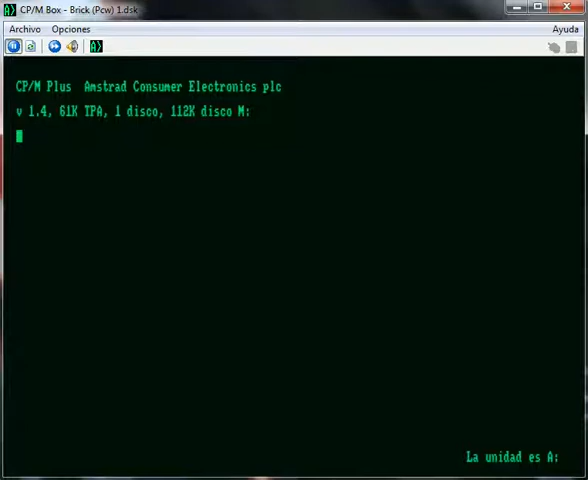 CP/M Box - Brick (Pcw) 1.dsk
Archivo Opciones Ayuda
CP/M Plus Amstrad Consumer Electronics plc
v 1.4, 61K TPA, 1 disco, 112K disco M:
La unidad es A: